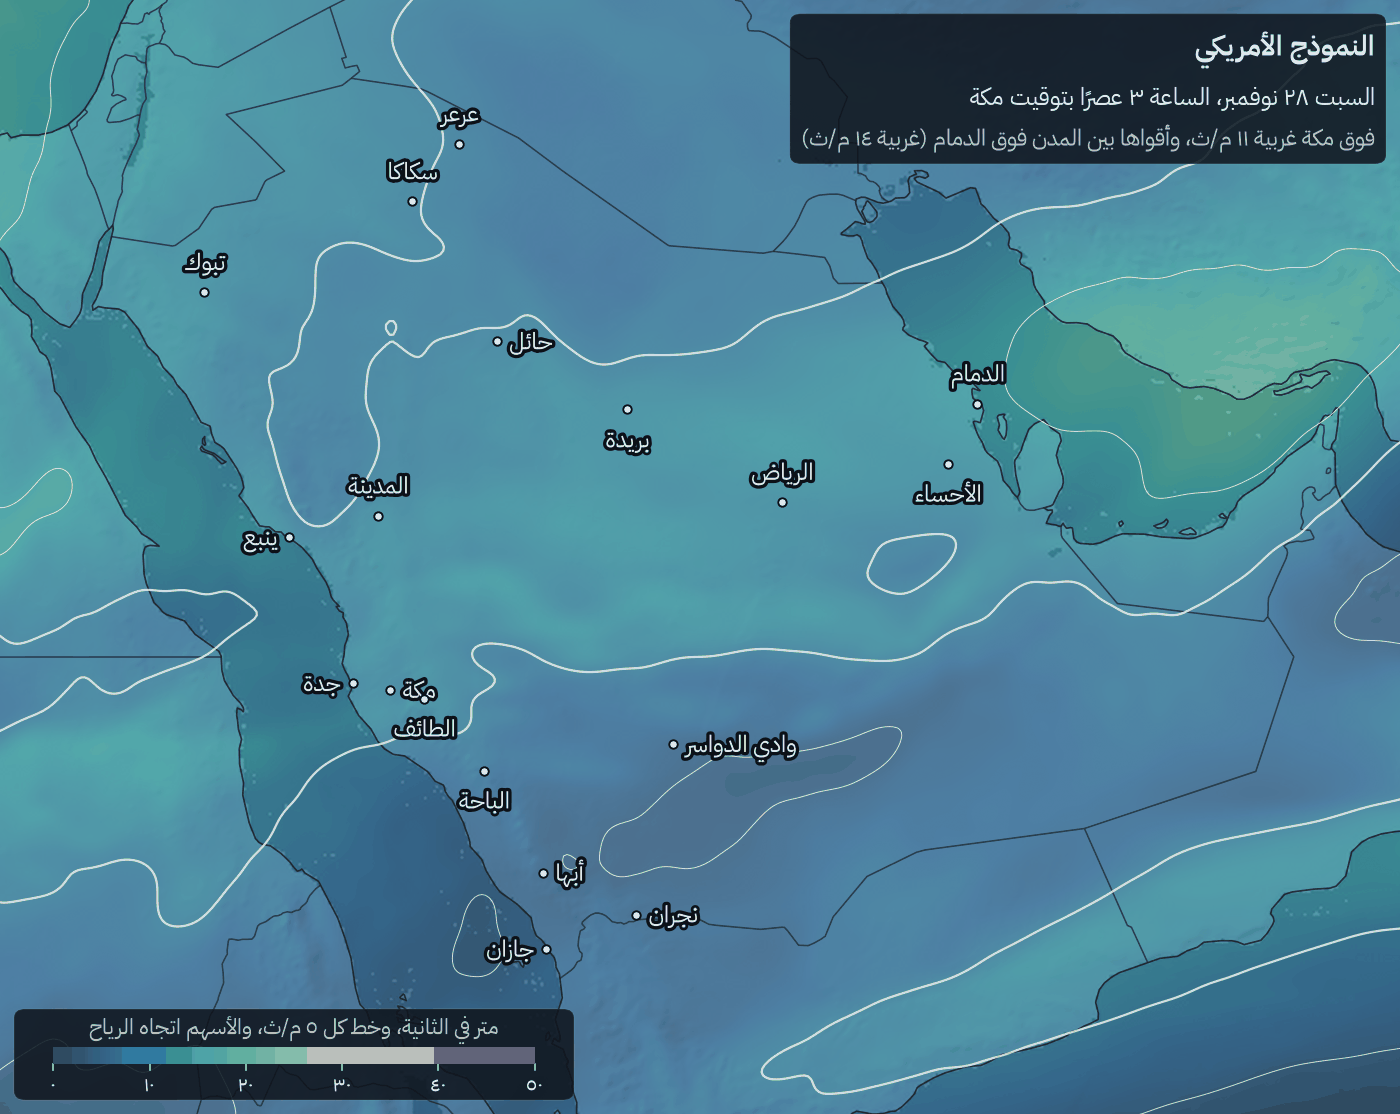 النموذج الأمريكي
السبت ٢٨ نوفمبر، الساعة ٣ عصرًا بتوقيت مكة
فوق مكة غربية ١١ م/ث، وأقواها بين المدن فوق الدمام (غربية ١٤ م/ث)
عرعر
سكاكا
تبوك
حائل
الدمام
بريدة
الرياض
الأحساء
المدينة
ينبع
جدة
مكة
الطائف
وادي الدواسر
الباحة
أبها
نجران
جازان
متر في الثانية، وخط كل ٥ م/ث، والأسهم اتجاه الرياح
٠ ١٠ ٢٠ ٣٠ ٤٠ ٥٠